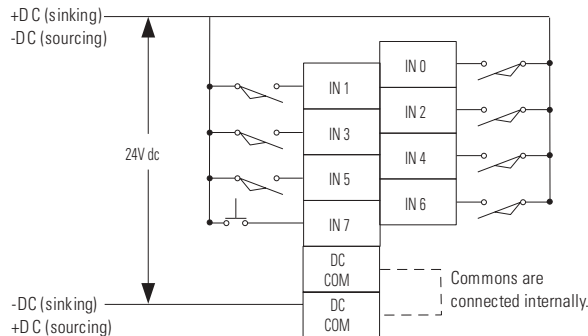 +DC (sinking)
-DC (sourcing)
IN 0
IN 1
IN 2
IN 3
24V dc
IN 4
IN 5
IN 6
IN 7
DC
COM
Commons are
connected internally.
-DC (sinking)
+DC (sourcing)
DC
COM